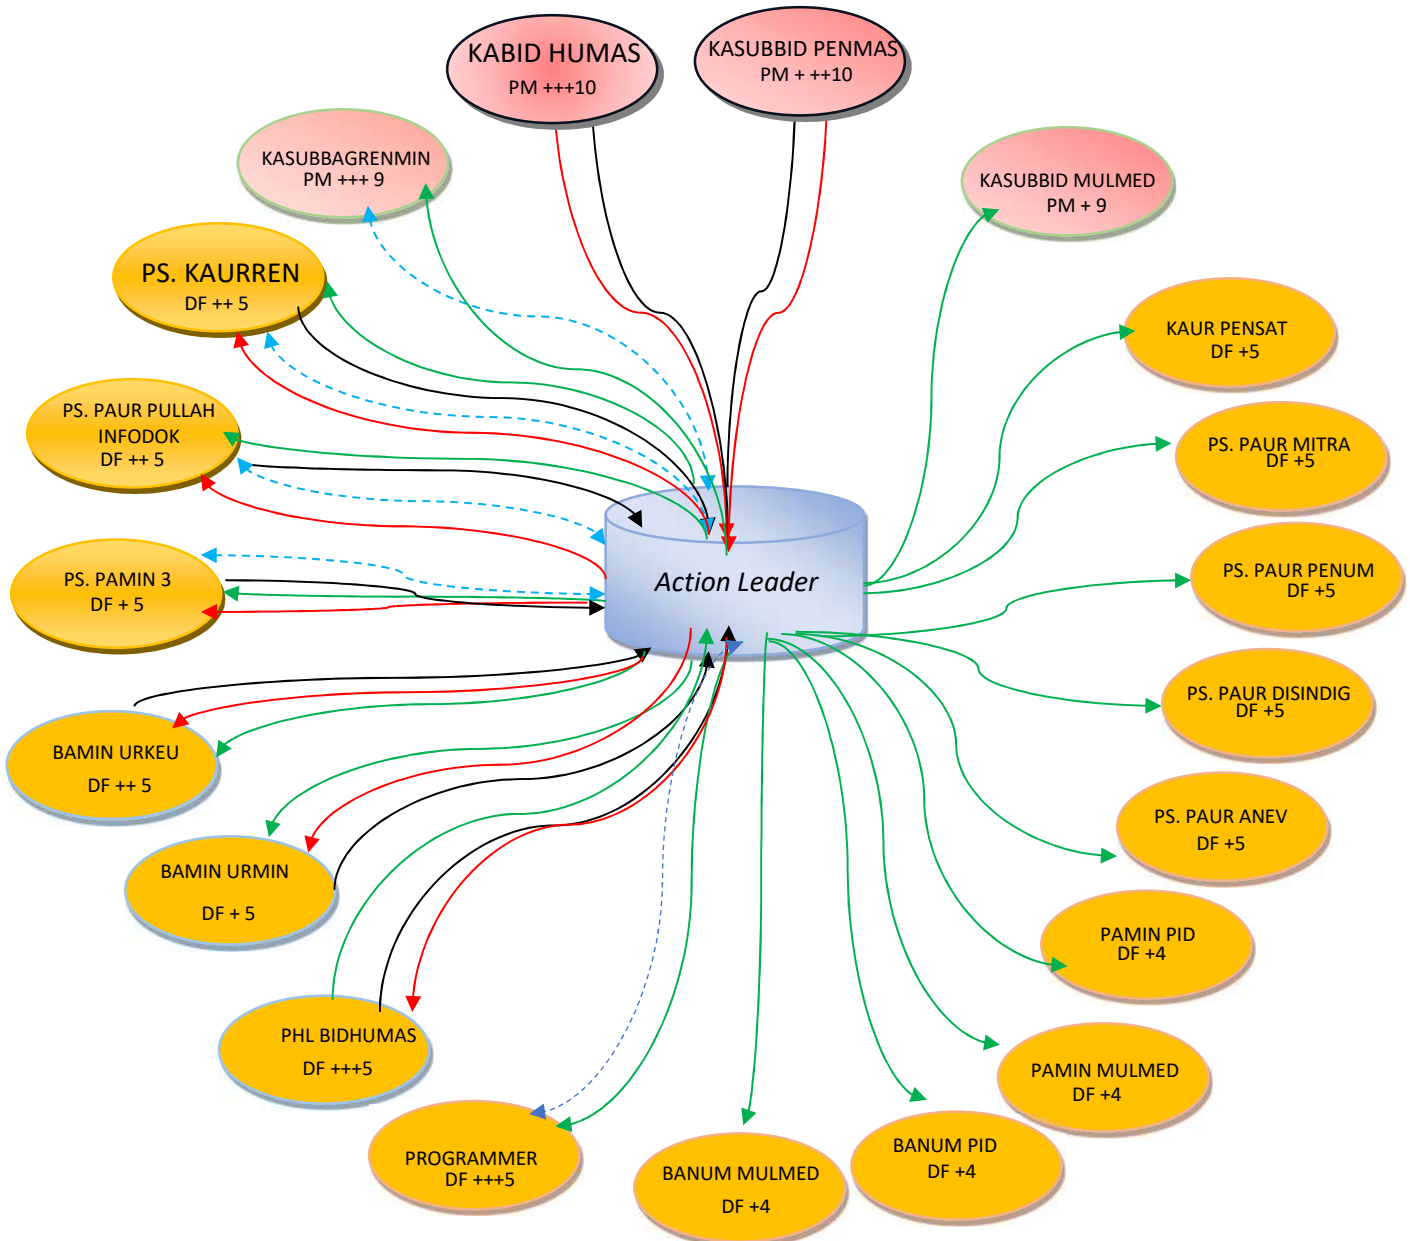 KABID HUMAS
PM +++10
KASUBBID PENMAS
PM + ++10
KASUBBAGRENMIN
PM +++ 9
KASUBBID MULMED
PM + 9
PS. KAURREN
DF ++ 5
KAUR PENSAT
DF +5
PS. PAUR PULLAH
INFODOK
DF ++ 5
PS. PAUR MITRA
DF +5
PS. PAMIN 3
DF + 5
Action Leader
PS. PAUR PENUM
DF +5
PS. PAUR DISINDIG
DF +5
BAMIN URKEU
DF ++ 5
PS. PAUR ANEV
DF +5
BAMIN URMIN
DF + 5
PAMIN PID
DF +4
PHL BIDHUMAS
DF +++5
PAMIN MULMED
DF +4
PROGRAMMER
DF +++5
BANUM MULMED
DF +4
BANUM PID
DF +4